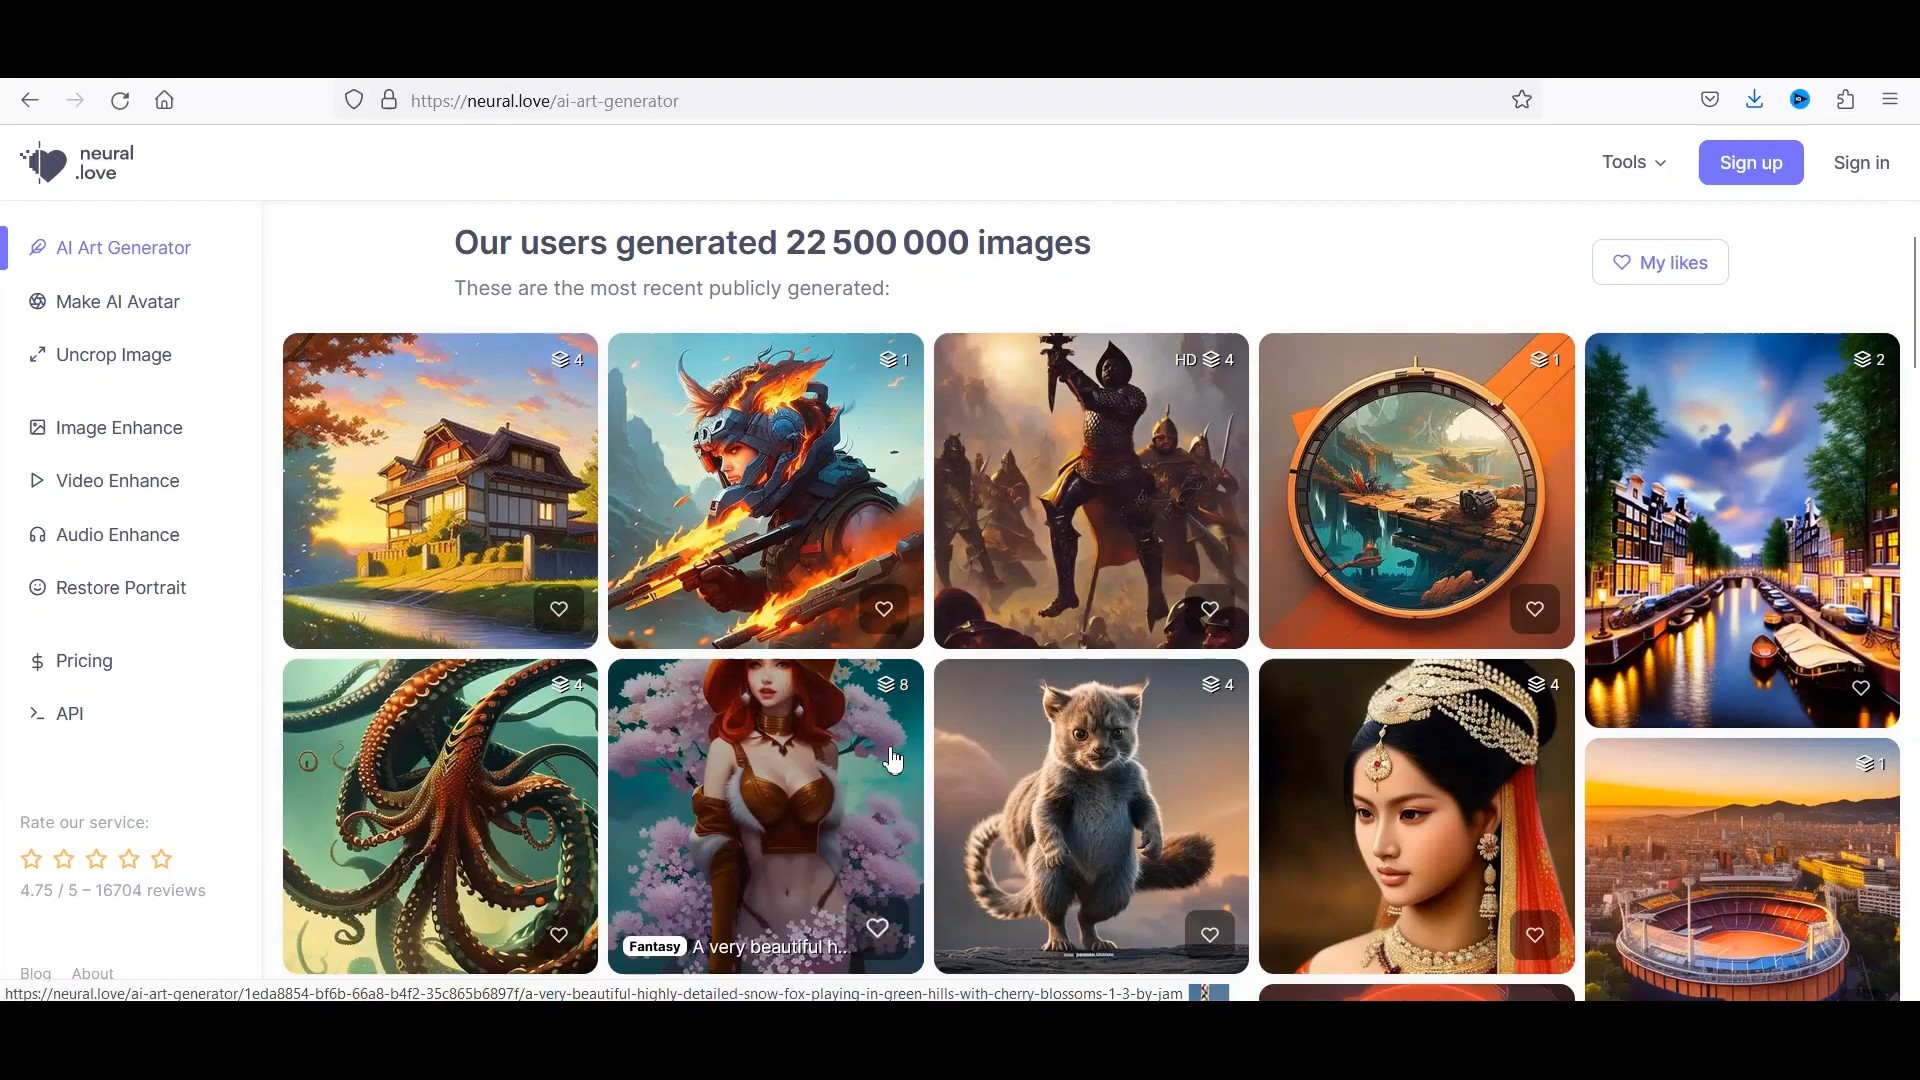 https://neural.love/ai-art-generator
neural
.love
Tools
Sign up
Sign in
AI Art Generator
Make AI Avatar
Uncrop Image
Image Enhance
Video Enhance
Audio Enhance
Restore Portrait
Pricing
API
Rate our service:
4.75 / 5 – 16704 reviews
Blog About
Our users generated 22 500 000 images
These are the most recent publicly generated:
My likes
4
1
HD 4
1
2
4
8
4
4
1
Fantasy A very beautiful h...
https://neural.love/ai-art-generator/1eda8854-bf6b-66a8-b4f2-35c865b6897f/a-very-beautiful-highly-detailed-snow-fox-playing-in-green-hills-with-cherry-blossoms-1-3-by-jam